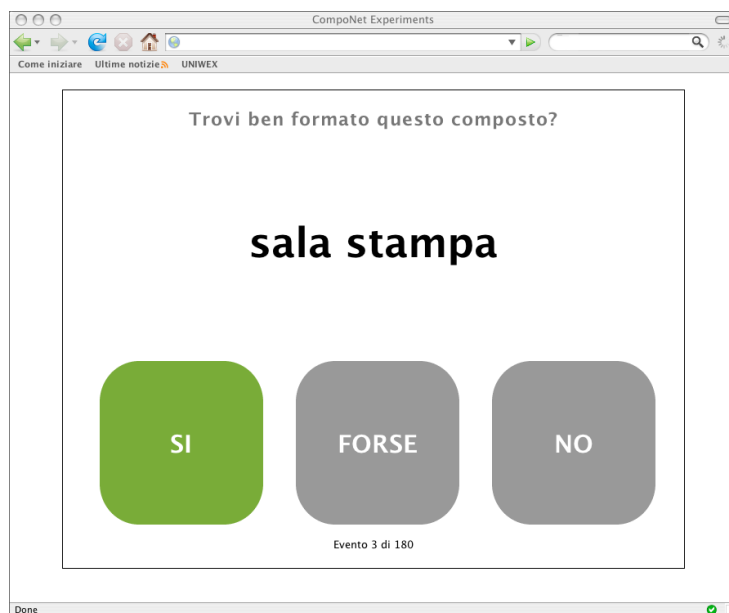 CompoNet Experiments
Come iniziare Ultime notizie UNIWEX
Trovi ben formato questo composto?
sala stampa
SI FORSE NO
Evento 3 di 180
Done